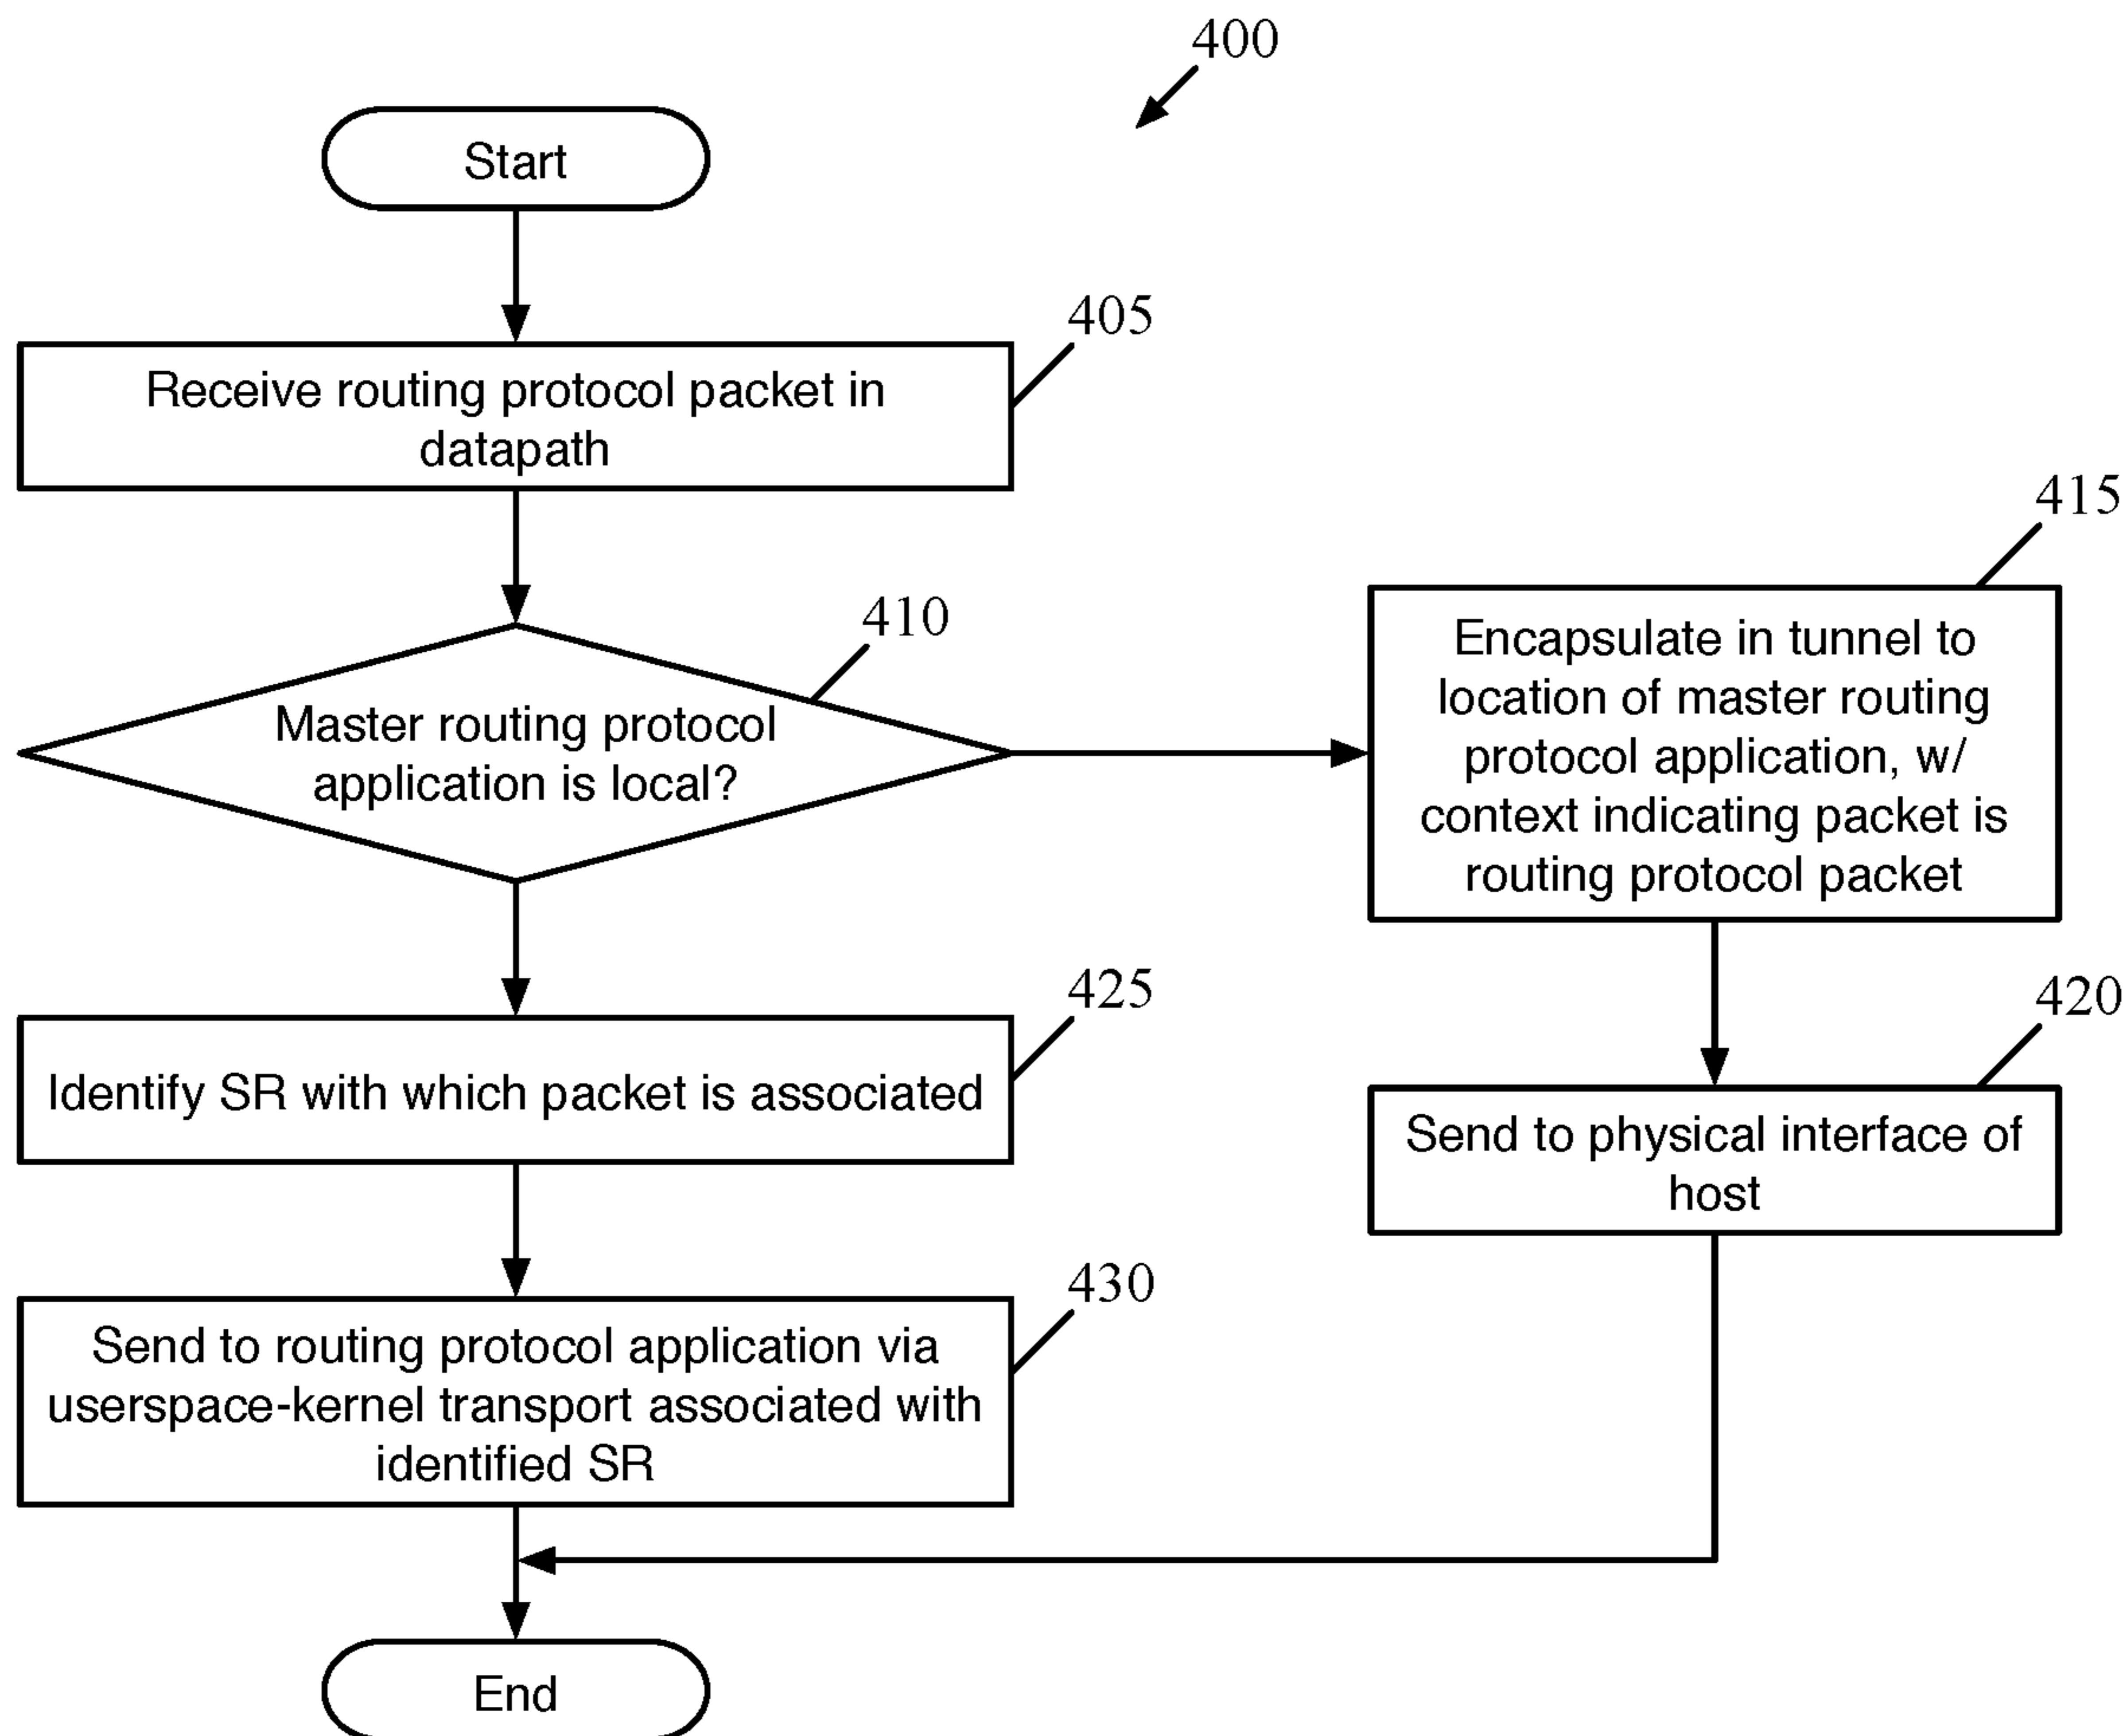 400
Start
405
Receive routing protocol packet in
datapath
410
Master routing protocol
application is local?
415
Encapsulate in tunnel to
location of master routing
protocol application, w/
context indicating packet is
routing protocol packet
420
Send to physical interface of
host
425
Identify SR with which packet is associated
430
Send to routing protocol application via
userspace-kernel transport associated with
identified SR
End